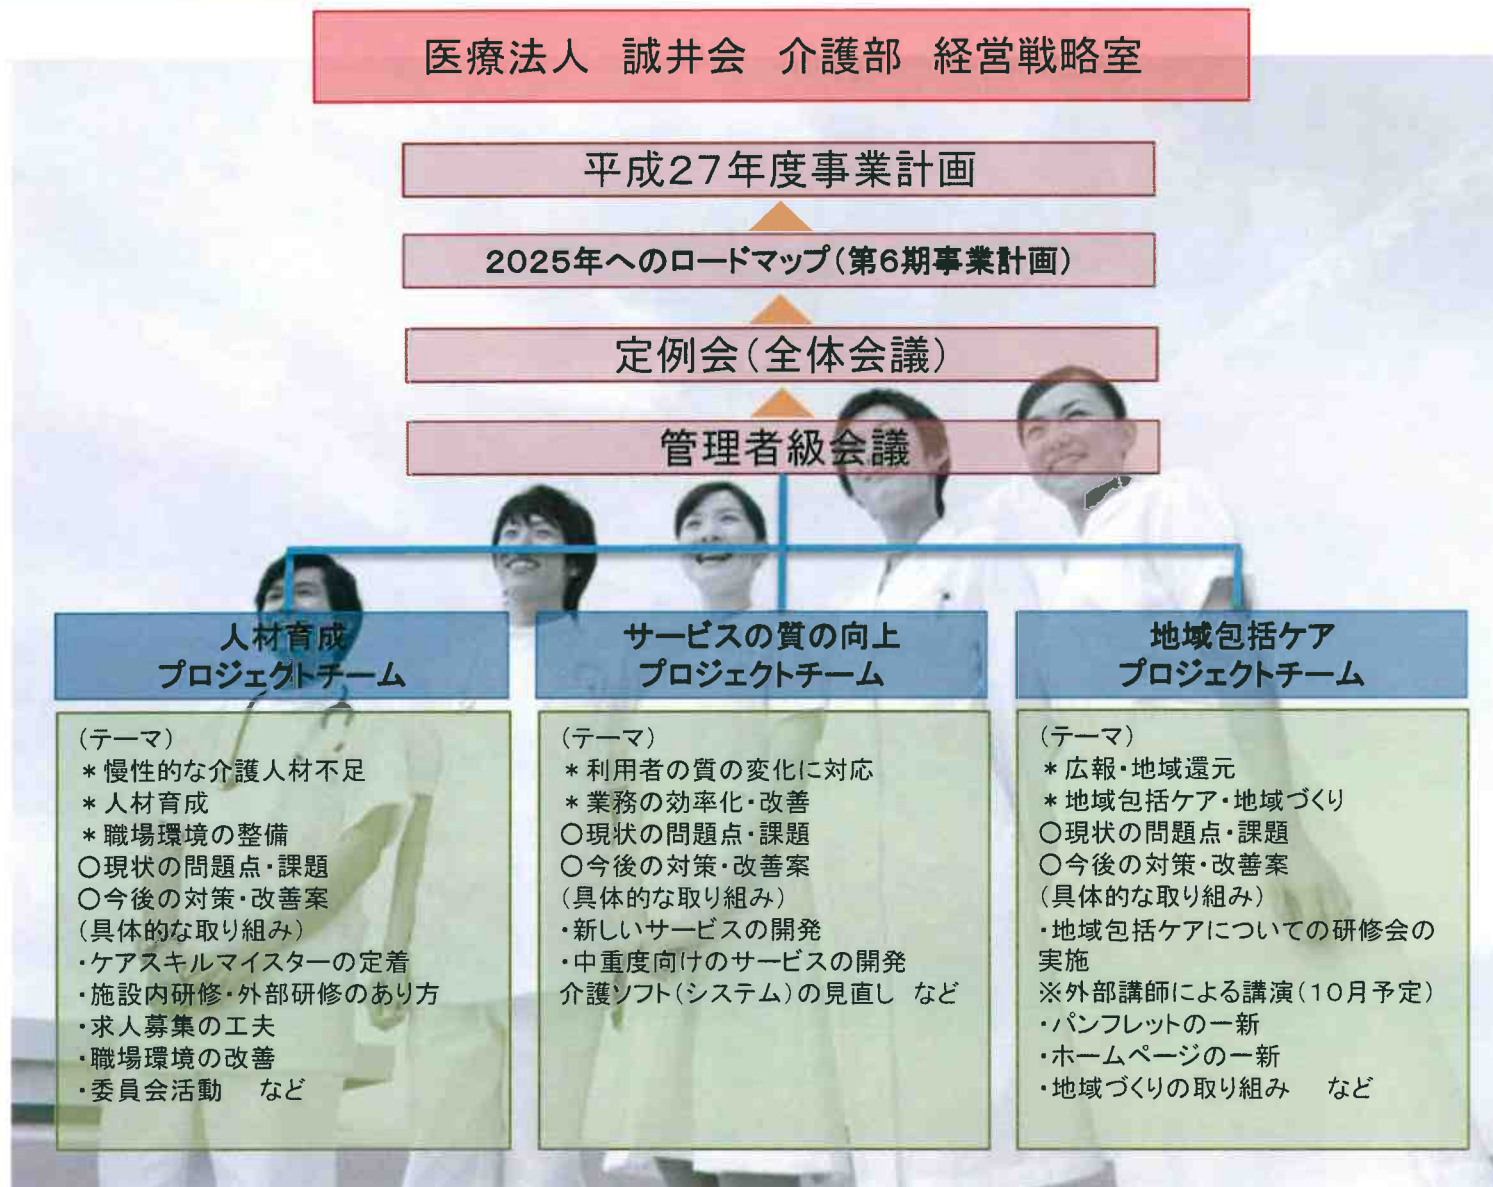 医療法人　誠井会　介護部　経営戦略室
平成27年度事業計画
2025年へのロードマップ(第6期事業計画)
定例会(全体会議)
管理者級会議
人材育成
プロジェクトチーム
(テーマ)
＊慢性的な介護人材不足
＊人材育成
＊職場環境の整備
○現状の問題点・課題
○今後の対策・改善案
(具体的な取り組み)
・ケアスキルマイスターの定着
・施設内研修・外部研修のあり方
・求人募集の工夫
・職場環境の改善
・委員会活動　など
サービスの質の向上
プロジェクトチーム
(テーマ)
＊利用者の質の変化に対応
＊業務の効率化・改善
○現状の問題点・課題
○今後の対策・改善案
(具体的な取り組み)
・新しいサービスの開発
・中重度向けのサービスの開発
介護ソフト(システム)の見直し　など
地域包括ケア
プロジェクトチーム
(テーマ)
＊広報・地域還元
＊地域包括ケア・地域づくり
○現状の問題点・課題
○今後の対策・改善案
(具体的な取り組み)
・地域包括ケアについての研修会の
実施
※外部講師による講演(10月予定)
・パンフレットの一新
・ホームページの一新
・地域づくりの取り組み　など